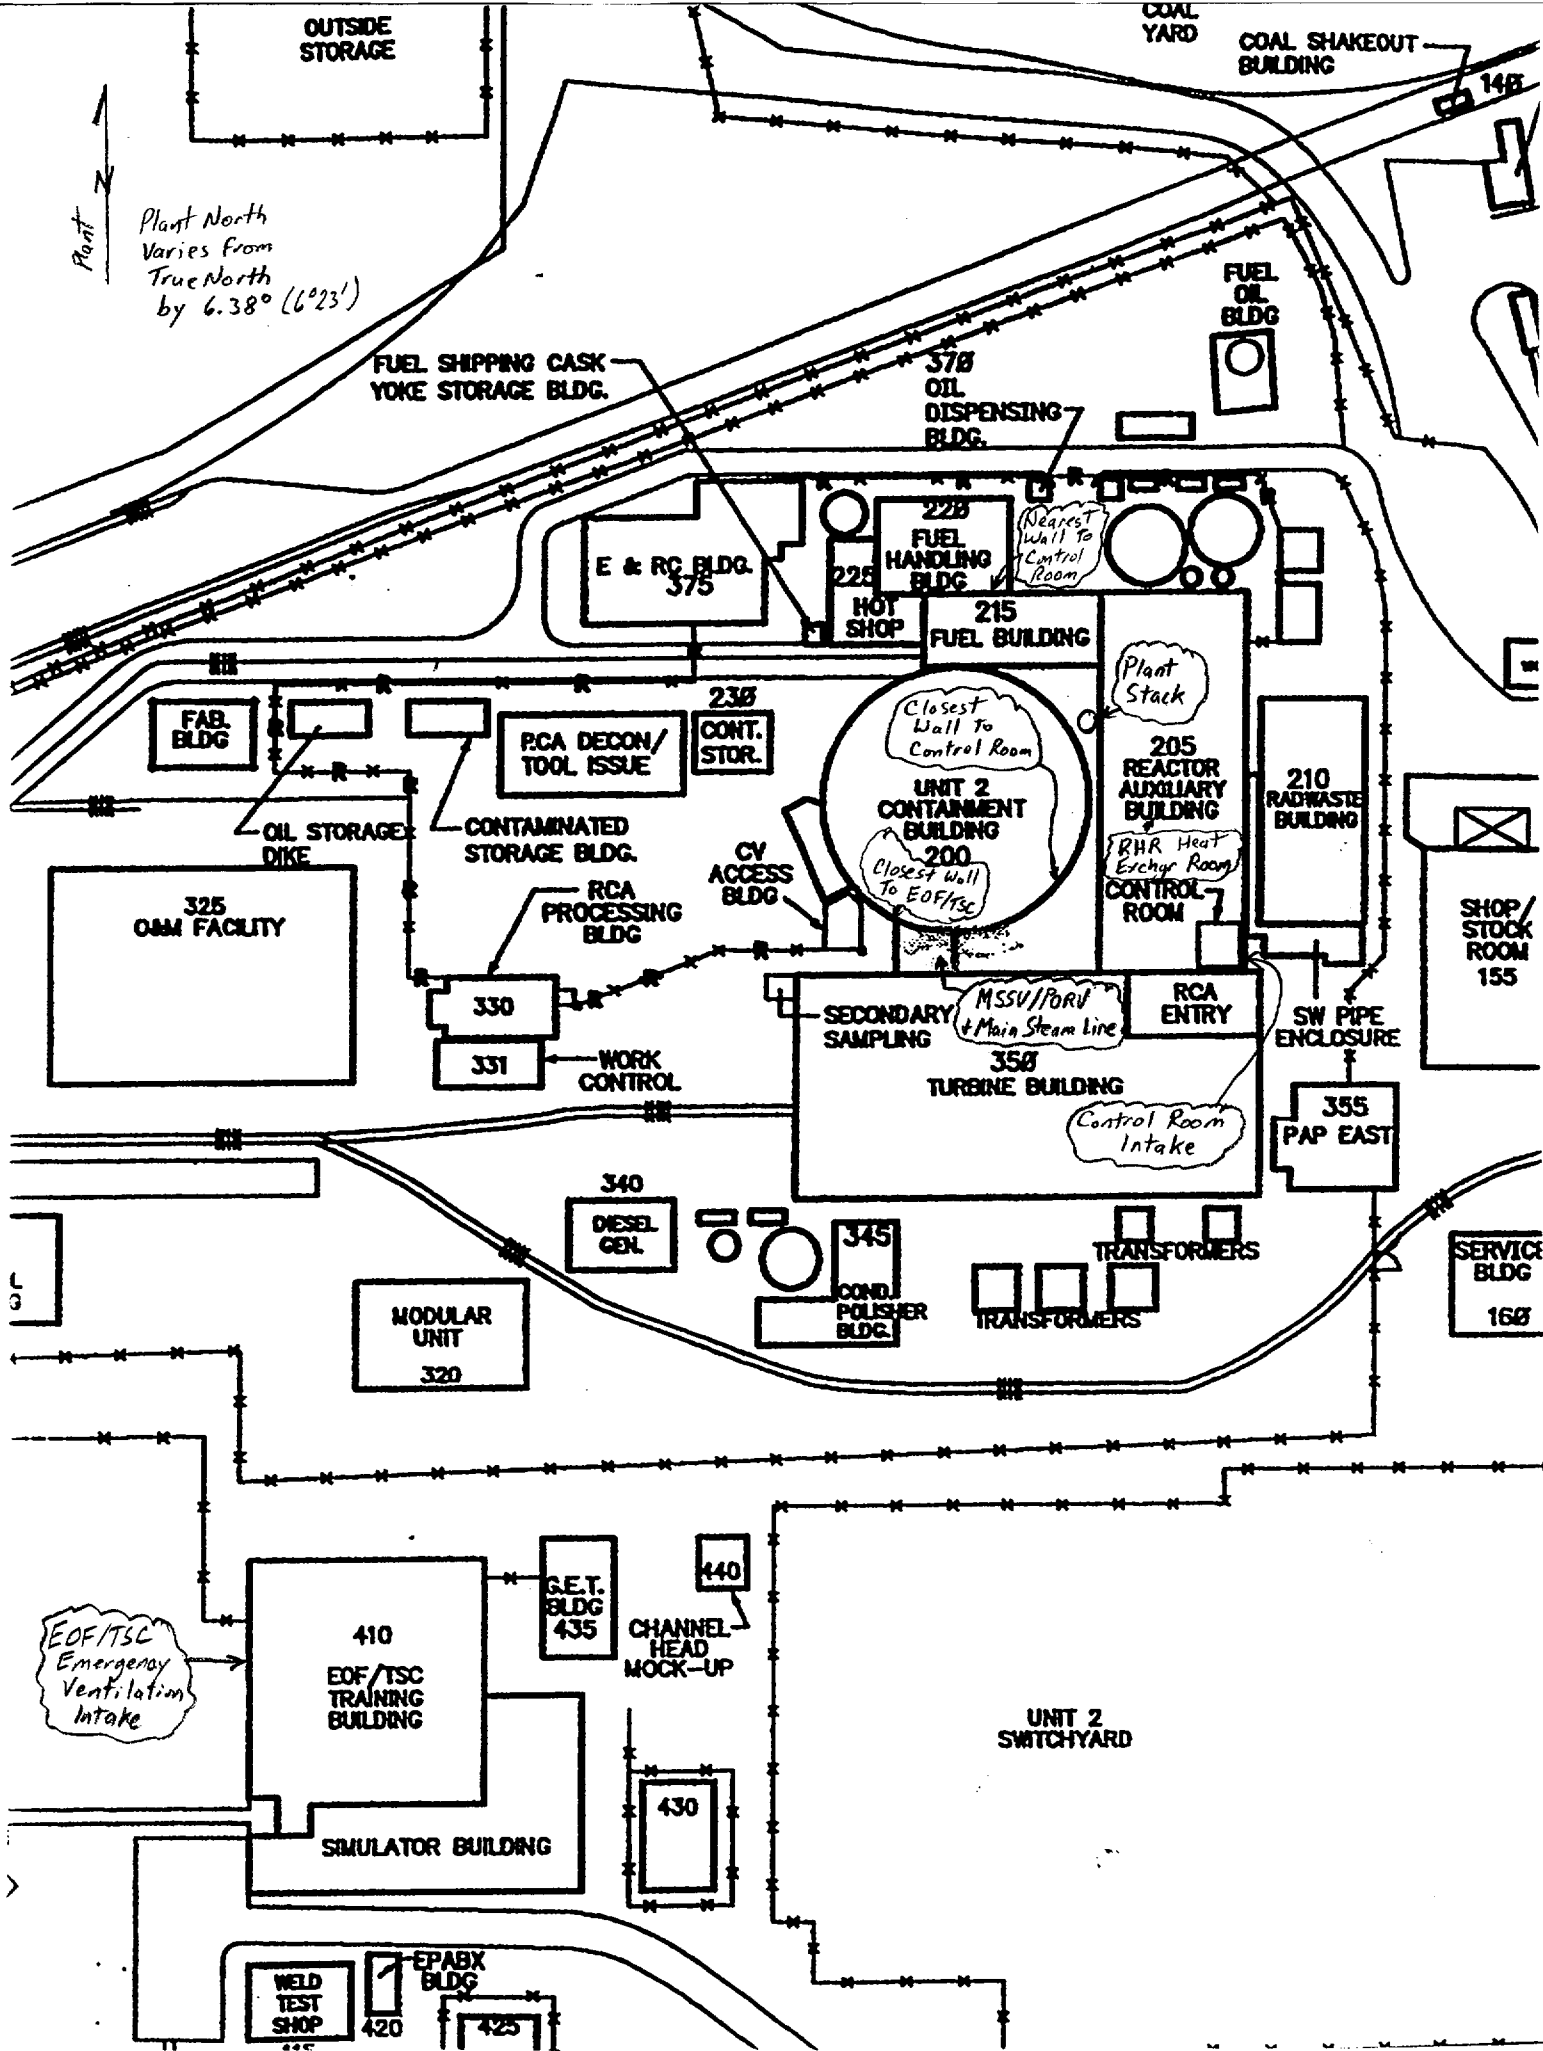 OUTSIDE
STORAGE
COAL
YARD
COAL SHAKEOUT
BUILDING
140
Plant
N
Plant North
Varies from
True North
by 6.38° (6°23')
FUEL
OIL
BLDG
FUEL SHIPPING CASK
YOKE STORAGE BLDG.
370
OIL
DISPENSING
BLDG.
220
FUEL
HANDLING
BLDG
Nearest
Wall To
Control
Room
E & RC BLDG.
375
225
HOT
SHOP
215
FUEL BUILDING
Plant
Stack
FAB.
BLDG
P.CA DECON/
TOOL ISSUE
230
CONT.
STOR.
Closest
Wall To
Control Room
205
REACTOR
AUXILIARY
BUILDING
210
RADWASTE
BUILDING
UNIT 2
CONTAINMENT
BUILDING
200
OIL STORAGE
DIKE
CONTAMINATED
STORAGE BLDG.
CV
ACCESS
BLDG
Closest Wall
To EOF/TSC
RHR Heat
Exchgr Room
CONTROL
ROOM
325
O&M FACILITY
RCA
PROCESSING
BLDG
SHOP/
STOCK
ROOM
155
330
SECONDARY
SAMPLING
MSSV/PORV
+ Main Steam Line
RCA
ENTRY
SW PIPE
ENCLOSURE
331
WORK
CONTROL
350
TURBINE BUILDING
Control Room
Intake
355
PAP EAST
340
DIESEL
GEN.
345
COND.
POLISHER
BLDG.
TRANSFORMERS
TRANSFORMERS
SERVICE
BLDG
160
L
G
MODULAR
UNIT
320
EOF/TSC
Emergency
Ventilation
Intake
410
EOF/TSC
TRAINING
BUILDING
G.E.T.
BLDG
435
440
CHANNEL
HEAD
MOCK-UP
UNIT 2
SWITCHYARD
430
SIMULATOR BUILDING
EPABX
BLDG
WELD
TEST
SHOP
415
420
425